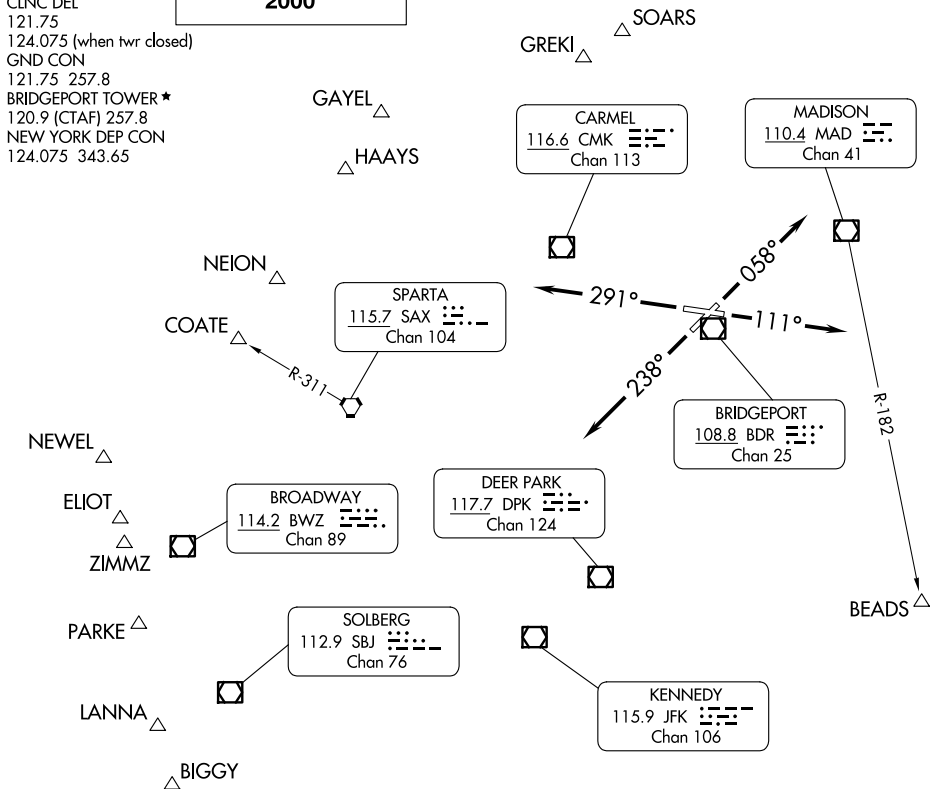 CLNC DEL
121.75
124.075 (when twr closed)
GND CON
121.75 257.8
BRIDGEPORT TOWER ★
120.9 (CTAF) 257.8
NEW YORK DEP CON
124.075 343.65
2000
SOARS
GREKI
GAYEL
HAAYS
CARMEL
116.6 CMK
Chan 113
MADISON
110.4 MAD
Chan 41
NEION
COATE
SPARTA
115.7 SAX
Chan 104
R-311
291°
058°
111°
238°
R-182
BRIDGEPORT
108.8 BDR
Chan 25
NEWEL
ELIOT
ZIMMZ
BROADWAY
114.2 BWZ
Chan 89
DEER PARK
117.7 DPK
Chan 124
BEADS
PARKE
SOLBERG
112.9 SBJ
Chan 76
KENNEDY
115.9 JFK
Chan 106
LANNA
BIGGY